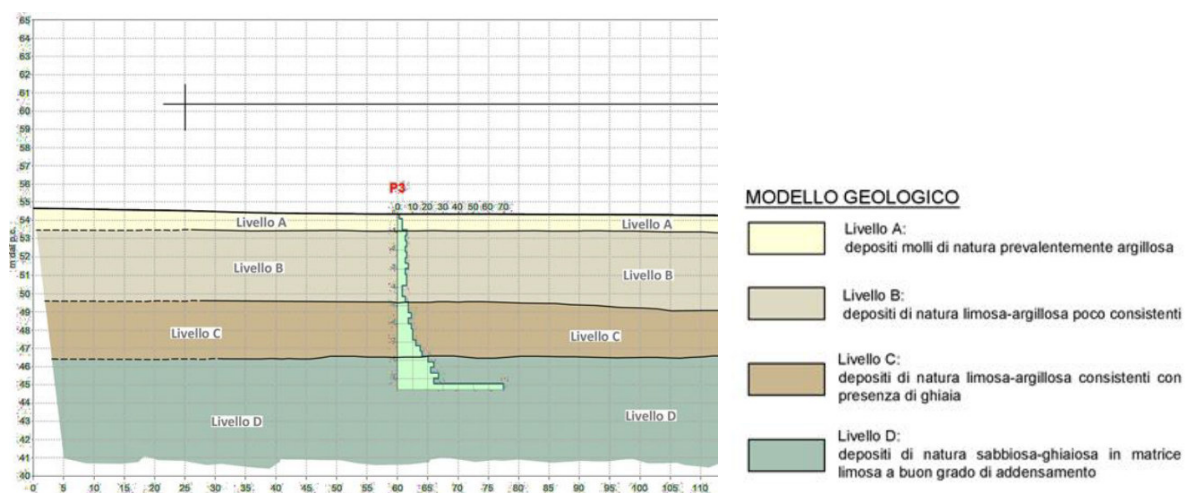 65
64
63
62
61
60
59
58
57
56
55
54
53
52
51
50
49
48
47
46
45
44
43
42
41
40
m dal p.c.
P3
0 10 20 30 40 50 60 70
Livello A Livello A
Livello B Livello B
Livello C Livello C
Livello D Livello D
0 5 10 15 20 25 30 35 40 45 50 55 60 65 70 75 80 85 90 95 100 105 110
MODELLO GEOLOGICO
Livello A:
depositi molli di natura prevalentemente argillosa
Livello B:
depositi di natura limosa-argillosa poco consistenti
Livello C:
depositi di natura limosa-argillosa consistenti con
presenza di ghiaia
Livello D:
depositi di natura sabbiosa-ghiaiosa in matrice
limosa a buon grado di addensamento